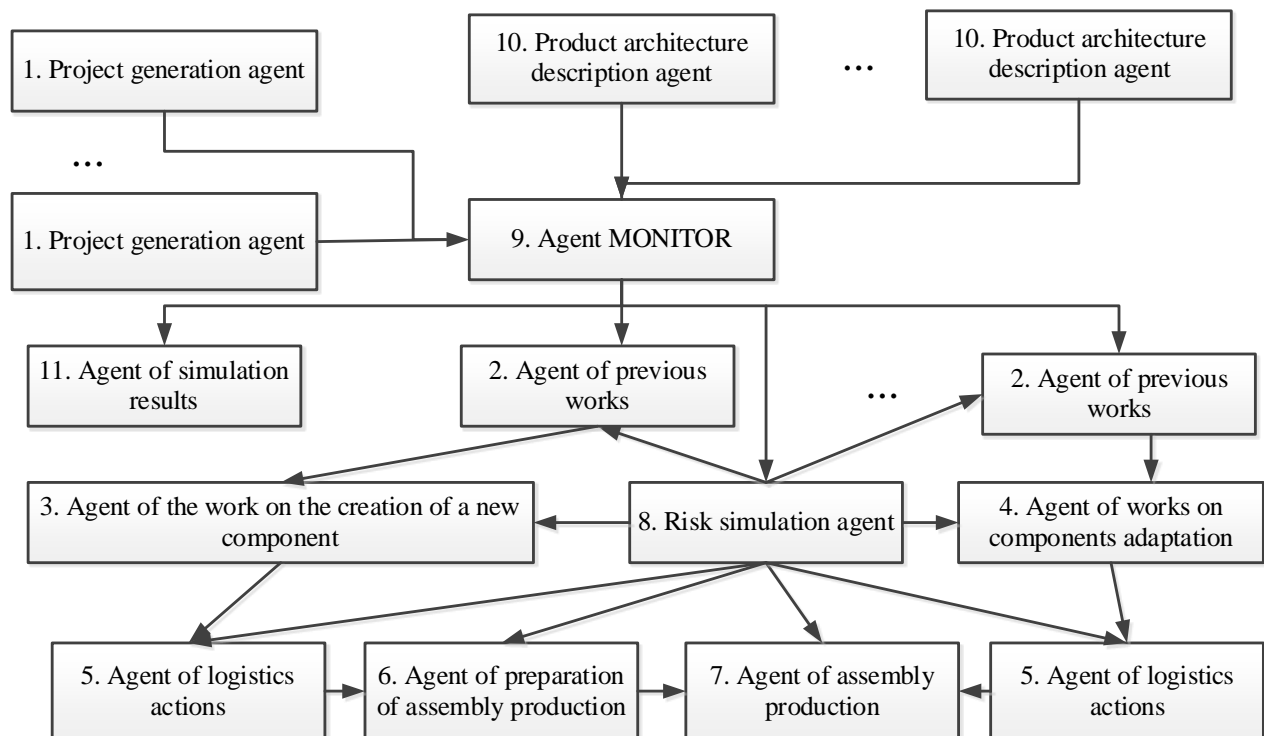 1. Project generation agent
10. Product architecture
description agent
...
10. Product architecture
description agent
...
1. Project generation agent
9. Agent MONITOR
11. Agent of simulation
results
2. Agent of previous
works
...
2. Agent of previous
works
3. Agent of the work on the creation of a new
component
8. Risk simulation agent
4. Agent of works on
components adaptation
5. Agent of logistics
actions
6. Agent of preparation
of assembly production
7. Agent of assembly
production
5. Agent of logistics
actions